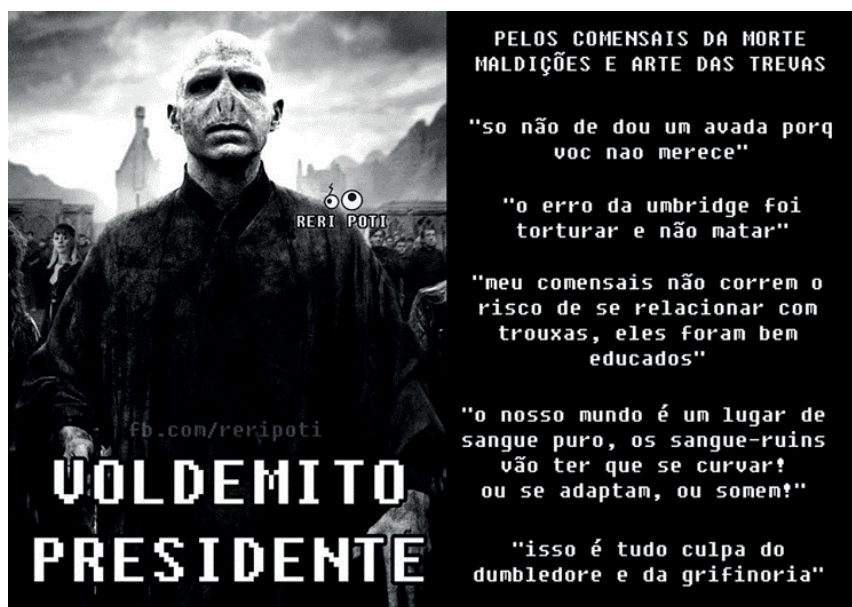 RERI POTI
fb.com/reripoti
VOLDEMITO
PRESIDENTE
PELOS COMENSAIS DA MORTE
MALDIÇÕES E ARTE DAS TREVAS
"so não de dou um avada porq
voc nao merece"
"o erro da umbridge foi
torturar e não matar"
"meu comensais não correm o
risco de se relacionar com
trouxas, eles foram bem
educados"
"o nosso mundo é um lugar de
sangue puro, os sangue-ruins
vão ter que se curvar!
ou se adaptam, ou somem!"
"isso é tudo culpa do
dumbledore e da grifinoria"